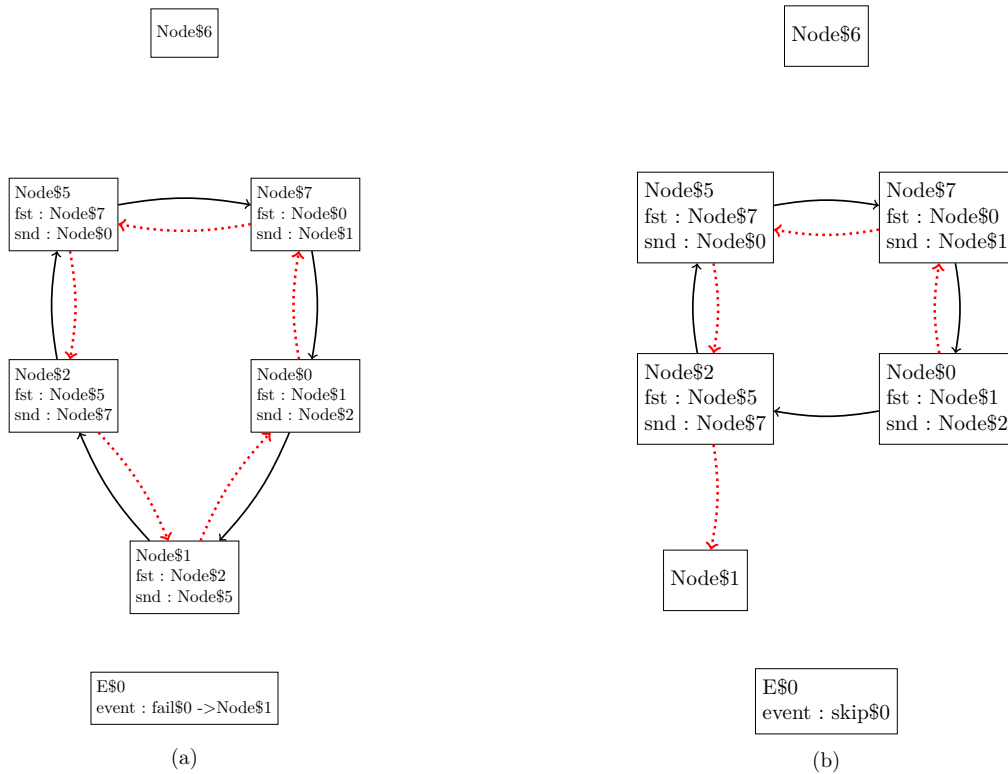 Node$6
Node$5
fst : Node$7
snd : Node$0
Node$7
fst : Node$0
snd : Node$1
Node$2
fst : Node$5
snd : Node$7
Node$0
fst : Node$1
snd : Node$2
Node$1
fst : Node$2
snd : Node$5
E$0
event : fail$0 ->Node$1
(a)
Node$6
Node$5
fst : Node$7
snd : Node$0
Node$7
fst : Node$0
snd : Node$1
Node$2
fst : Node$5
snd : Node$7
Node$0
fst : Node$1
snd : Node$2
Node$1
E$0
event : skip$0
(b)